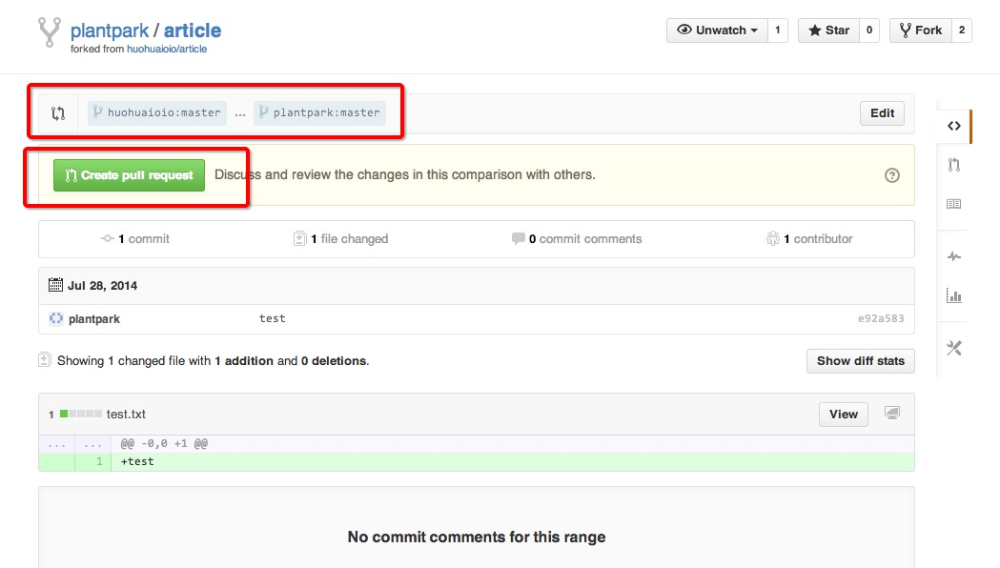 plantpark / article
forked from huohuaioio/article
Unwatch 1 Star 0 Fork 2
huohuaioio:master ... plantpark:master Edit
Create pull request Discuss and review the changes in this comparison with others.
1 commit 1 file changed 0 commit comments 1 contributor
Jul 28, 2014
plantpark test e92a583
Showing 1 changed file with 1 addition and 0 deletions.
Show diff stats
1 test.txt View
... ... @@ -0,0 +1 @@
1 +test
No commit comments for this range